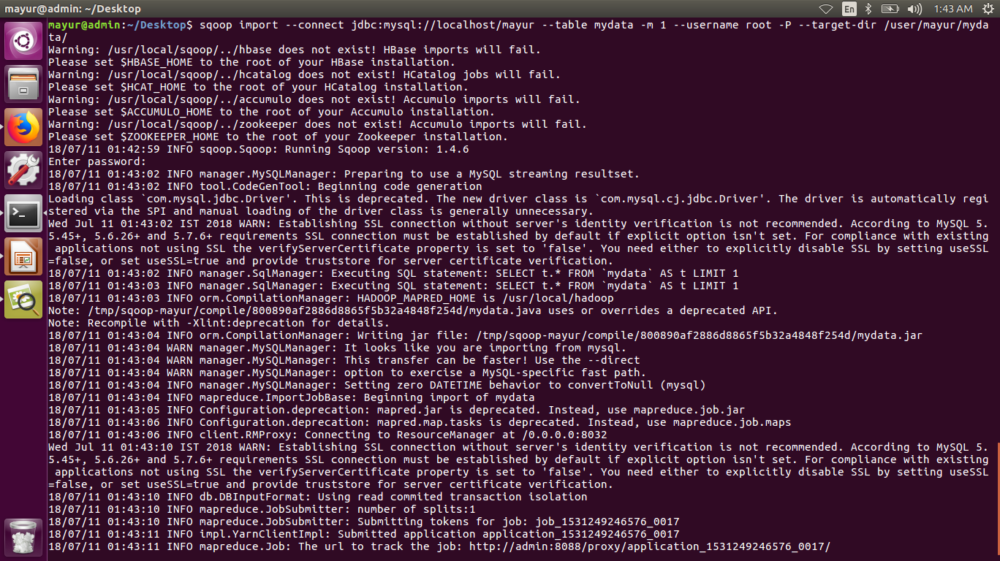 mayur@admin: ~/Desktop
En
1:43 AM
mayur@admin:~/Desktop$ sqoop import --connect jdbc:mysql://localhost/mayur --table mydata -m 1 --username root -P --target-dir /user/mayur/myda
ta/
Warning: /usr/local/sqoop/../hbase does not exist! HBase imports will fail.
Please set $HBASE_HOME to the root of your HBase installation.
Warning: /usr/local/sqoop/../hcatalog does not exist! HCatalog jobs will fail.
Please set $HCAT_HOME to the root of your HCatalog installation.
Warning: /usr/local/sqoop/../accumulo does not exist! Accumulo imports will fail.
Please set $ACCUMULO_HOME to the root of your Accumulo installation.
Warning: /usr/local/sqoop/../zookeeper does not exist! Accumulo imports will fail.
Please set $ZOOKEEPER_HOME to the root of your Zookeeper installation.
18/07/11 01:42:59 INFO sqoop.Sqoop: Running Sqoop version: 1.4.6
Enter password:
18/07/11 01:43:02 INFO manager.MySQLManager: Preparing to use a MySQL streaming resultset.
18/07/11 01:43:02 INFO tool.CodeGenTool: Beginning code generation
Loading class `com.mysql.jdbc.Driver'. This is deprecated. The new driver class is `com.mysql.cj.jdbc.Driver'. The driver is automatically regi
stered via the SPI and manual loading of the driver class is generally unnecessary.
Wed Jul 11 01:43:02 IST 2018 WARN: Establishing SSL connection without server's identity verification is not recommended. According to MySQL 5.
5.45+, 5.6.26+ and 5.7.6+ requirements SSL connection must be established by default if explicit option isn't set. For compliance with existing
 applications not using SSL the verifyServerCertificate property is set to 'false'. You need either to explicitly disable SSL by setting useSSL
=false, or set useSSL=true and provide truststore for server certificate verification.
18/07/11 01:43:02 INFO manager.SqlManager: Executing SQL statement: SELECT t.* FROM `mydata` AS t LIMIT 1
18/07/11 01:43:03 INFO manager.SqlManager: Executing SQL statement: SELECT t.* FROM `mydata` AS t LIMIT 1
18/07/11 01:43:03 INFO orm.CompilationManager: HADOOP_MAPRED_HOME is /usr/local/hadoop
Note: /tmp/sqoop-mayur/compile/800890af2886d8865f5b32a4848f254d/mydata.java uses or overrides a deprecated API.
Note: Recompile with -Xlint:deprecation for details.
18/07/11 01:43:04 INFO orm.CompilationManager: Writing jar file: /tmp/sqoop-mayur/compile/800890af2886d8865f5b32a4848f254d/mydata.jar
18/07/11 01:43:04 WARN manager.MySQLManager: It looks like you are importing from mysql.
18/07/11 01:43:04 WARN manager.MySQLManager: This transfer can be faster! Use the --direct
18/07/11 01:43:04 WARN manager.MySQLManager: option to exercise a MySQL-specific fast path.
18/07/11 01:43:04 INFO manager.MySQLManager: Setting zero DATETIME behavior to convertToNull (mysql)
18/07/11 01:43:04 INFO mapreduce.ImportJobBase: Beginning import of mydata
18/07/11 01:43:05 INFO Configuration.deprecation: mapred.jar is deprecated. Instead, use mapreduce.job.jar
18/07/11 01:43:06 INFO Configuration.deprecation: mapred.map.tasks is deprecated. Instead, use mapreduce.job.maps
18/07/11 01:43:06 INFO client.RMProxy: Connecting to ResourceManager at /0.0.0.0:8032
Wed Jul 11 01:43:10 IST 2018 WARN: Establishing SSL connection without server's identity verification is not recommended. According to MySQL 5.
5.45+, 5.6.26+ and 5.7.6+ requirements SSL connection must be established by default if explicit option isn't set. For compliance with existing
 applications not using SSL the verifyServerCertificate property is set to 'false'. You need either to explicitly disable SSL by setting useSSL
=false, or set useSSL=true and provide truststore for server certificate verification.
18/07/11 01:43:10 INFO db.DBInputFormat: Using read commited transaction isolation
18/07/11 01:43:10 INFO mapreduce.JobSubmitter: number of splits:1
18/07/11 01:43:10 INFO mapreduce.JobSubmitter: Submitting tokens for job: job_1531249246576_0017
18/07/11 01:43:11 INFO impl.YarnClientImpl: Submitted application application_1531249246576_0017
18/07/11 01:43:11 INFO mapreduce.Job: The url to track the job: http://admin:8088/proxy/application_1531249246576_0017/